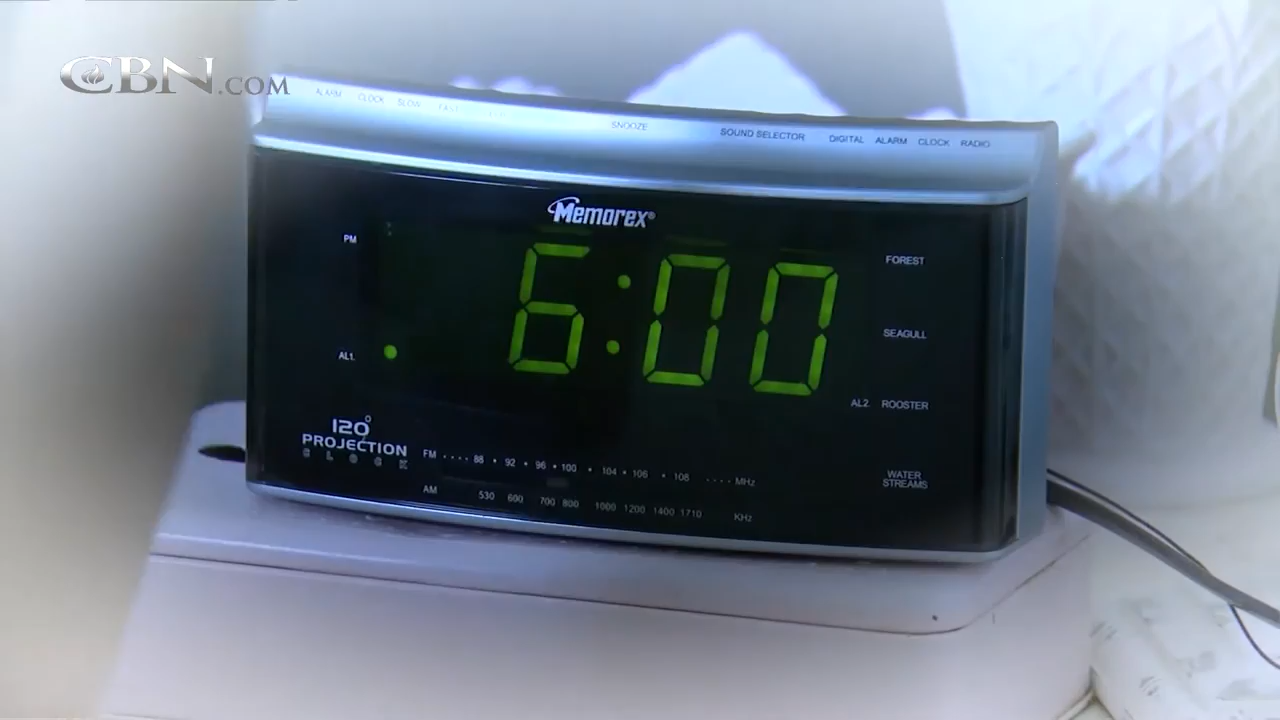 CBN.COM
ALARM CLOCK SLOW FAST
SNOOZE
SOUND SELECTOR
DIGITAL ALARM CLOCK RADIO
Memorex®
PM
6:00
FOREST
SEAGULL
AL1.
AL2. ROOSTER
120°
PROJECTION
CLOCK
WATER
STREAMS
FM 88 92 96 100 104 106 108 MHz
AM 530 600 700 800 1000 1200 1400 1710 KHz